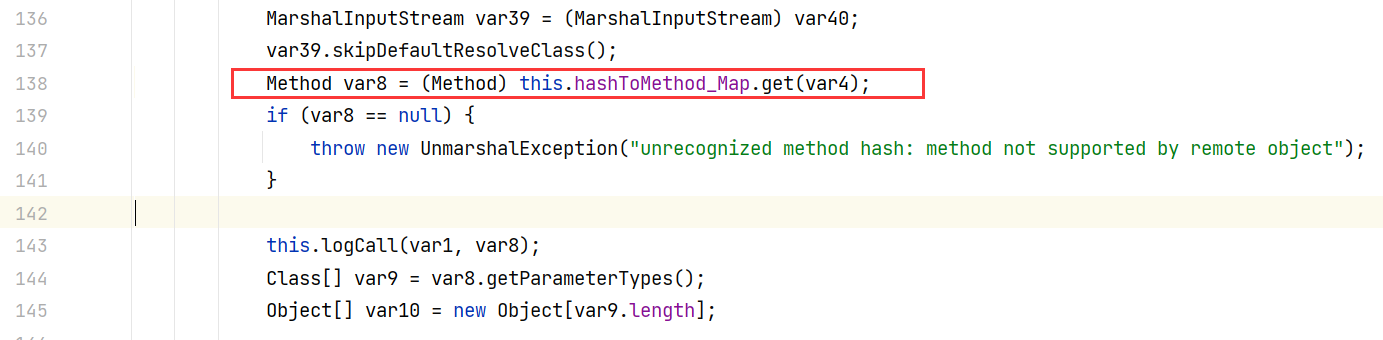 136 MarshalInputStream var39 = (MarshalInputStream) var40;
137 var39.skipDefaultResolveClass();
138 Method var8 = (Method) this.hashToMethod_Map.get(var4);
139 if (var8 == null) {
140 throw new UnmarshalException("unrecognized method hash: method not supported by remote object");
141 }
142
143 this.logCall(var1, var8);
144 Class[] var9 = var8.getParameterTypes();
145 Object[] var10 = new Object[var9.length];